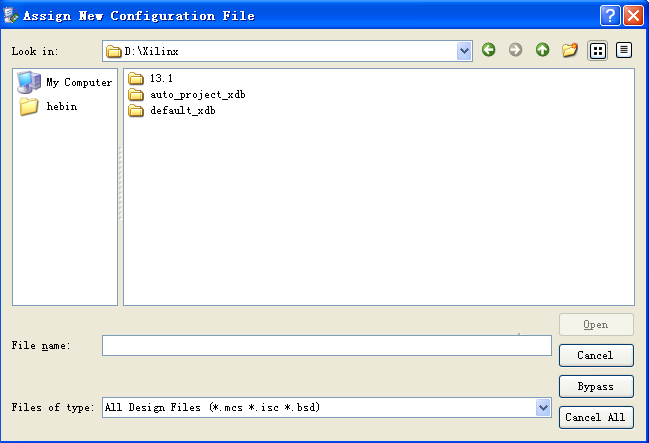 Assign New Configuration File
Look in: D:\Xilinx
My Computer
hebin
13.1
auto_project_xdb
default_xdb
Open
File name:
Cancel
Bypass
Files of type: All Design Files (*.mcs *.isc *.bsd)
Cancel All